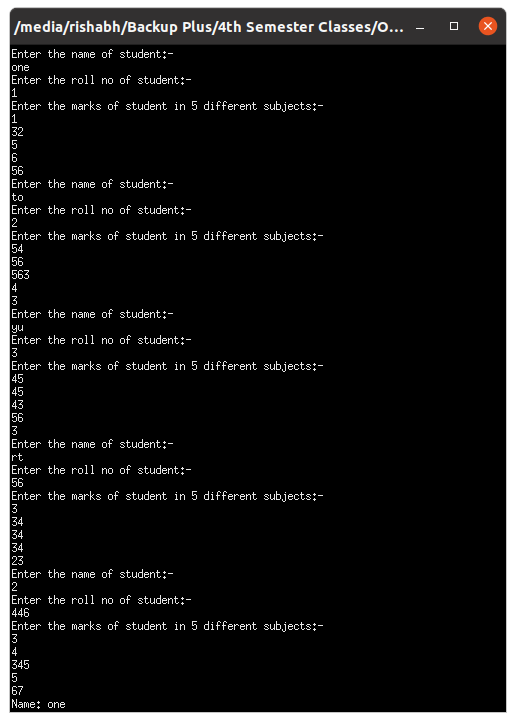 /media/rishabh/Backup Plus/4th Semester Classes/O...
Enter the name of student:-
one
Enter the roll no of student:-
1
Enter the marks of student in 5 different subjects:-
1
32
5
6
56
Enter the name of student:-
to
Enter the roll no of student:-
2
Enter the marks of student in 5 different subjects:-
54
56
563
4
3
Enter the name of student:-
yu
Enter the roll no of student:-
3
Enter the marks of student in 5 different subjects:-
45
45
43
56
3
Enter the name of student:-
rt
Enter the roll no of student:-
56
Enter the marks of student in 5 different subjects:-
3
34
34
34
23
Enter the name of student:-
2
Enter the roll no of student:-
446
Enter the marks of student in 5 different subjects:-
3
4
345
5
67
Name: one